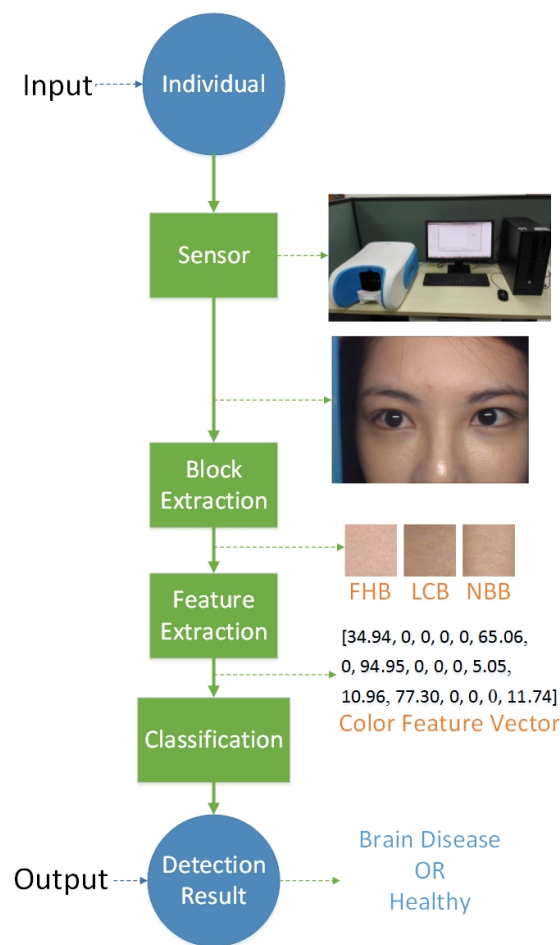 Input
Individual
Sensor
Block
Extraction
FHB LCB NBB
Feature
Extraction
[34.94, 0, 0, 0, 0, 65.06,
0, 94.95, 0, 0, 0, 5.05,
10.96, 77.30, 0, 0, 0, 11.74]
Color Feature Vector
Classification
Output
Detection
Result
Brain Disease
OR
Healthy